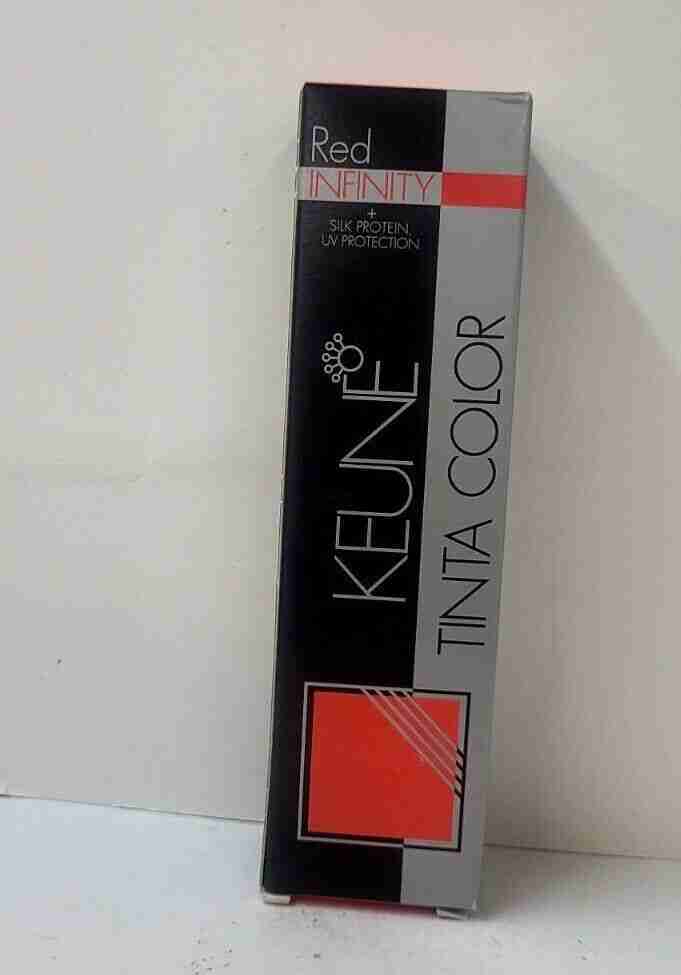 Red
INFINITY
+
SILK PROTEIN,
UV PROTECTION
KEUNE
TINTA COLOR